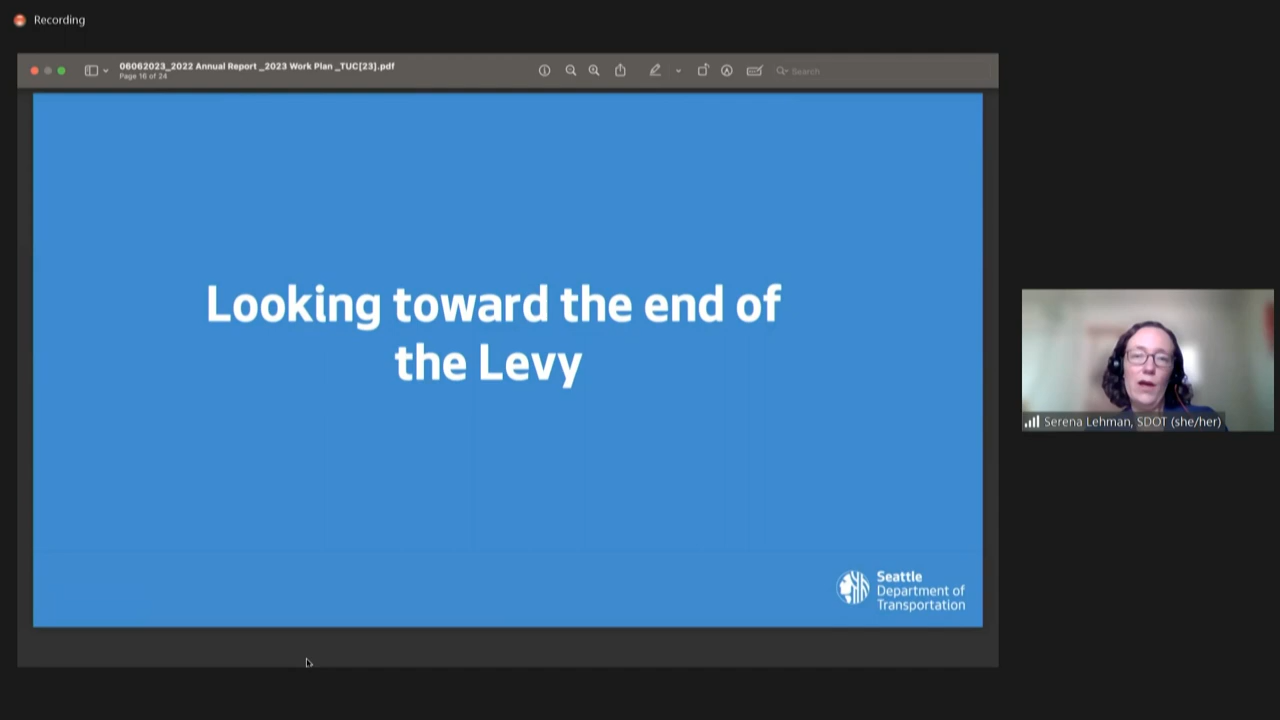 Recording
06062023_2022 Annual Report _2023 Work Plan _TUC[23].pdf
Page 16 of 24
Search
Looking toward the end of
the Levy
Seattle
Department of
Transportation
Serena Lehman, SDOT (she/her)